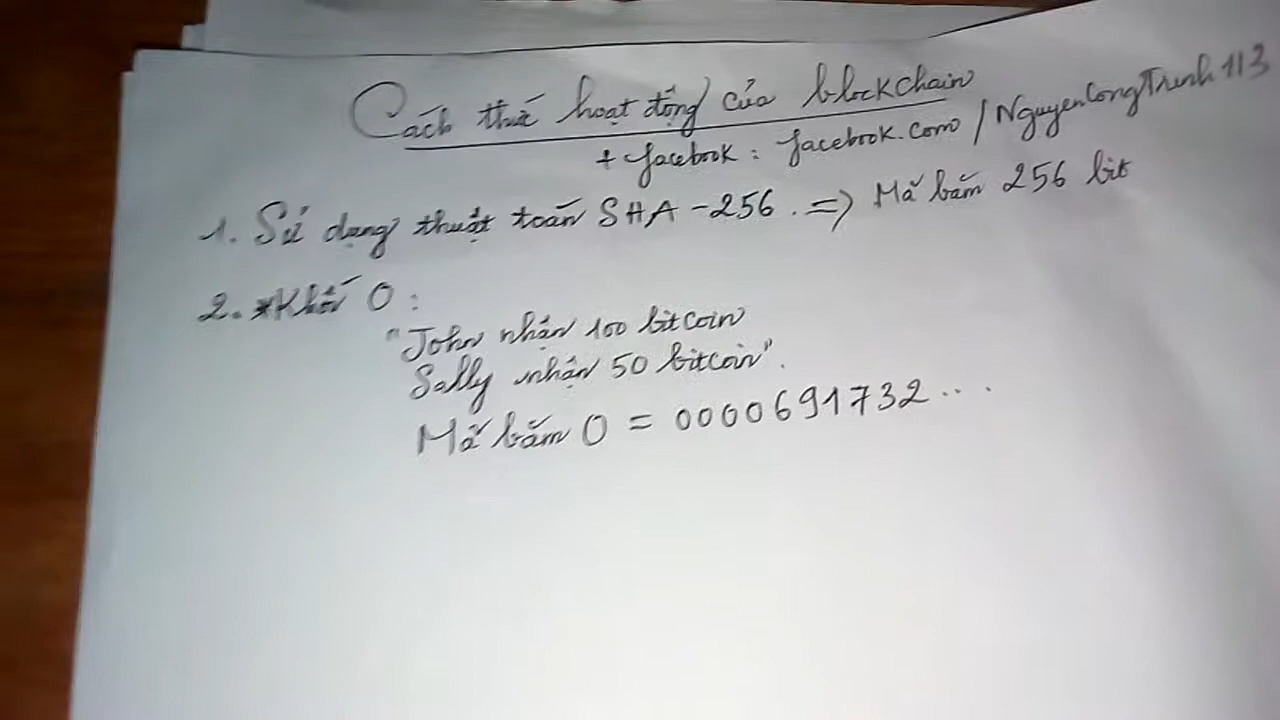 Cách thức hoạt động của blockchain
+ facebook: facebook.com/NguyenCongTrinh113
1. Sử dụng thuật toán SHA-256. => Mã băm 256 bit
2. *Khối 0:
"John nhận 100 bitcoin
Sally nhận 50 bitcoin".
Mã băm 0 = 0000691732...